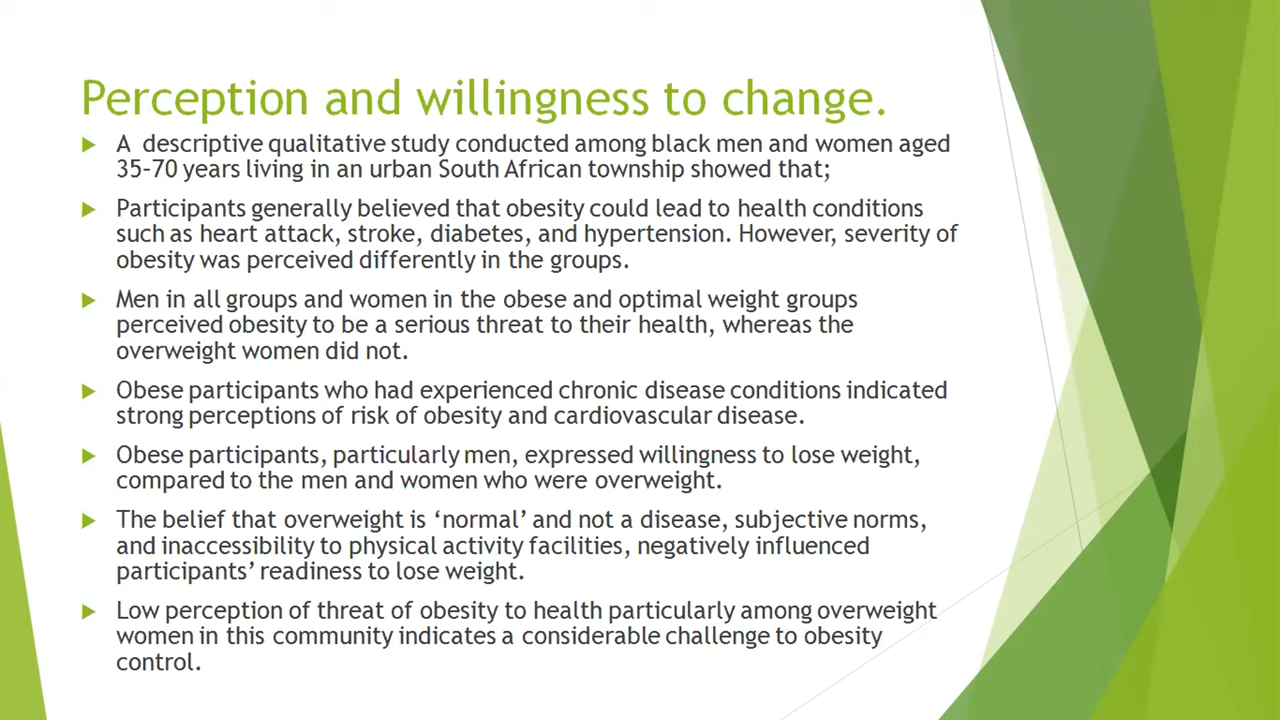 Perception and willingness to change.
A descriptive qualitative study conducted among black men and women aged
35-70 years living in an urban South African township showed that;
Participants generally believed that obesity could lead to health conditions
such as heart attack, stroke, diabetes, and hypertension. However, severity of
obesity was perceived differently in the groups.
Men in all groups and women in the obese and optimal weight groups
perceived obesity to be a serious threat to their health, whereas the
overweight women did not.
Obese participants who had experienced chronic disease conditions indicated
strong perceptions of risk of obesity and cardiovascular disease.
Obese participants, particularly men, expressed willingness to lose weight,
compared to the men and women who were overweight.
The belief that overweight is ‘normal’ and not a disease, subjective norms,
and inaccessibility to physical activity facilities, negatively influenced
participants’ readiness to lose weight.
Low perception of threat of obesity to health particularly among overweight
women in this community indicates a considerable challenge to obesity
control.